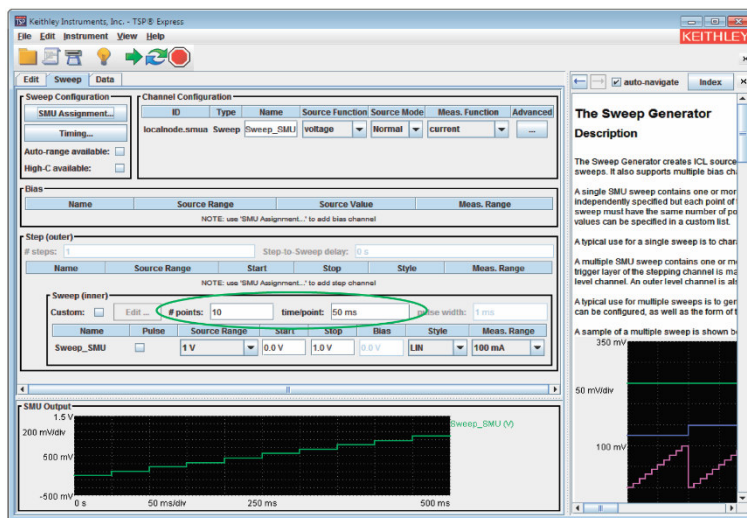 Keithley Instruments, Inc. - TSP® Express
File Edit Instrument View Help
KEITHLEY
Edit Sweep Data
Sweep Configuration
SMU Assignment...
Timing...
Auto-range available:
High-C available:
Channel Configuration
ID Type Name Source Function Source Mode Meas. Function Advanced
localnode.smua Sweep Sweep_SMU voltage Normal current ...
Bias
Name Source Range Source Value Meas. Range
NOTE: use 'SMU Assignment...' to add bias channel
Step (outer)
# steps: 1 Step-to-Sweep delay: 0 s
Name Source Range Start Stop Style Meas. Range
NOTE: use 'SMU Assignment...' to add step channel
Sweep (inner)
Custom: Edit ... # points: 10 time/point: 50 ms pulse width: 1 ms
Name Pulse Source Range Start Stop Bias Style Meas. Range
Sweep_SMU 1 V 0.0 V 1.0 V 0.0 V LIN 100 mA
SMU Output
1.5 V
200 mV/div
500 mV
-500 mV
0 s 50 ms/div 250 ms 500 ms
Sweep_SMU (V)
auto-navigate Index
The Sweep Generator
Description
The Sweep Generator creates ICL source
sweeps. It also supports multiple bias cha
A single SMU sweep contains one or mor
independently specified but each point of
sweep must have the same number of po
values can be specified in a custom list.
A typical use for a single sweep is to char
A multiple SMU sweep contains one or m
trigger layer of the stepping channel is ma
level channel. An outer level channel is al
A typical use for multiple sweeps is to ger
can be configured, as well as the form of t
A sample of a multiple sweep is shown be
350 mV
50 mV/div
100 mV